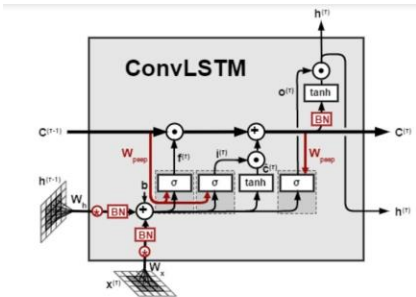 h(τ)
ConvLSTM
o(τ)
tanh
BN
C(τ-1)
C(τ)
Wpeep
f(τ)
i(τ)
C̃(τ)
Wpeep
h(τ-1)
b
σ
σ
tanh
σ
Wh
BN
h(τ)
BN
Wx
X(τ)